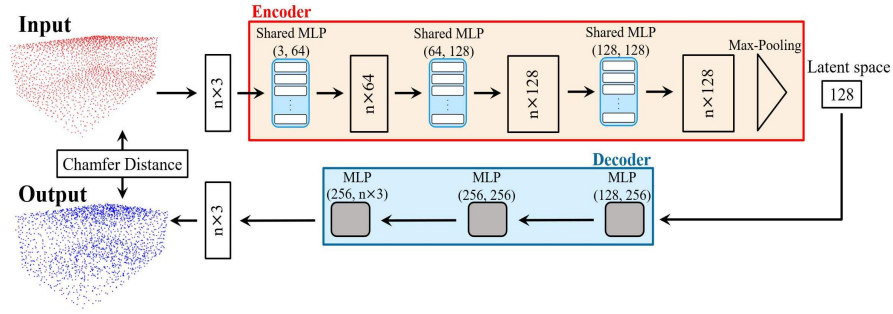 Input
Encoder
Shared MLP
(3, 64)
Shared MLP
(64, 128)
Shared MLP
(128, 128)
Max-Pooling
n×3
n×64
n×128
n×128
Latent space
128
Chamfer Distance
Output
Decoder
MLP
(256, n×3)
MLP
(256, 256)
MLP
(128, 256)
n×3